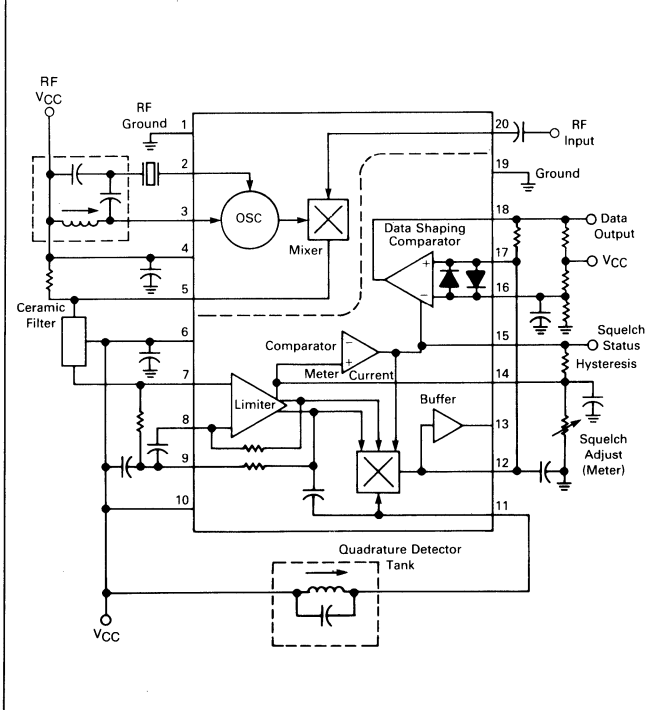 RF
VCC
RF
Ground
1
2
3
4
5
6
7
8
9
10
20
19
18
17
16
15
14
13
12
11
RF
Input
Ground
OSC
Mixer
Data Shaping
Comparator
+
−
Data
Output
VCC
Ceramic
Filter
Comparator
−
+
Meter
Current
Squelch
Status
Hysteresis
Limiter
Buffer
Squelch
Adjust
(Meter)
Quadrature Detector
Tank
VCC